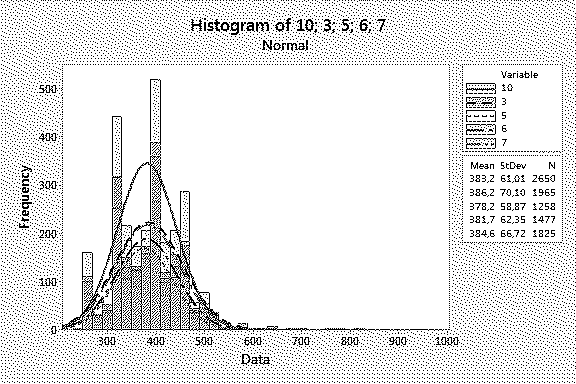 Histogram of 10; 3; 5; 6; 7
Normal
Frequency
500
400
300
200
100
0
300 400 500 600 700 800 900 1000
Data
Variable
10
3
5
6
7
Mean StDev N
383,2 61,01 2650
386,2 70,10 1965
378,2 58,87 1258
381,7 62,35 1477
384,6 66,72 1825